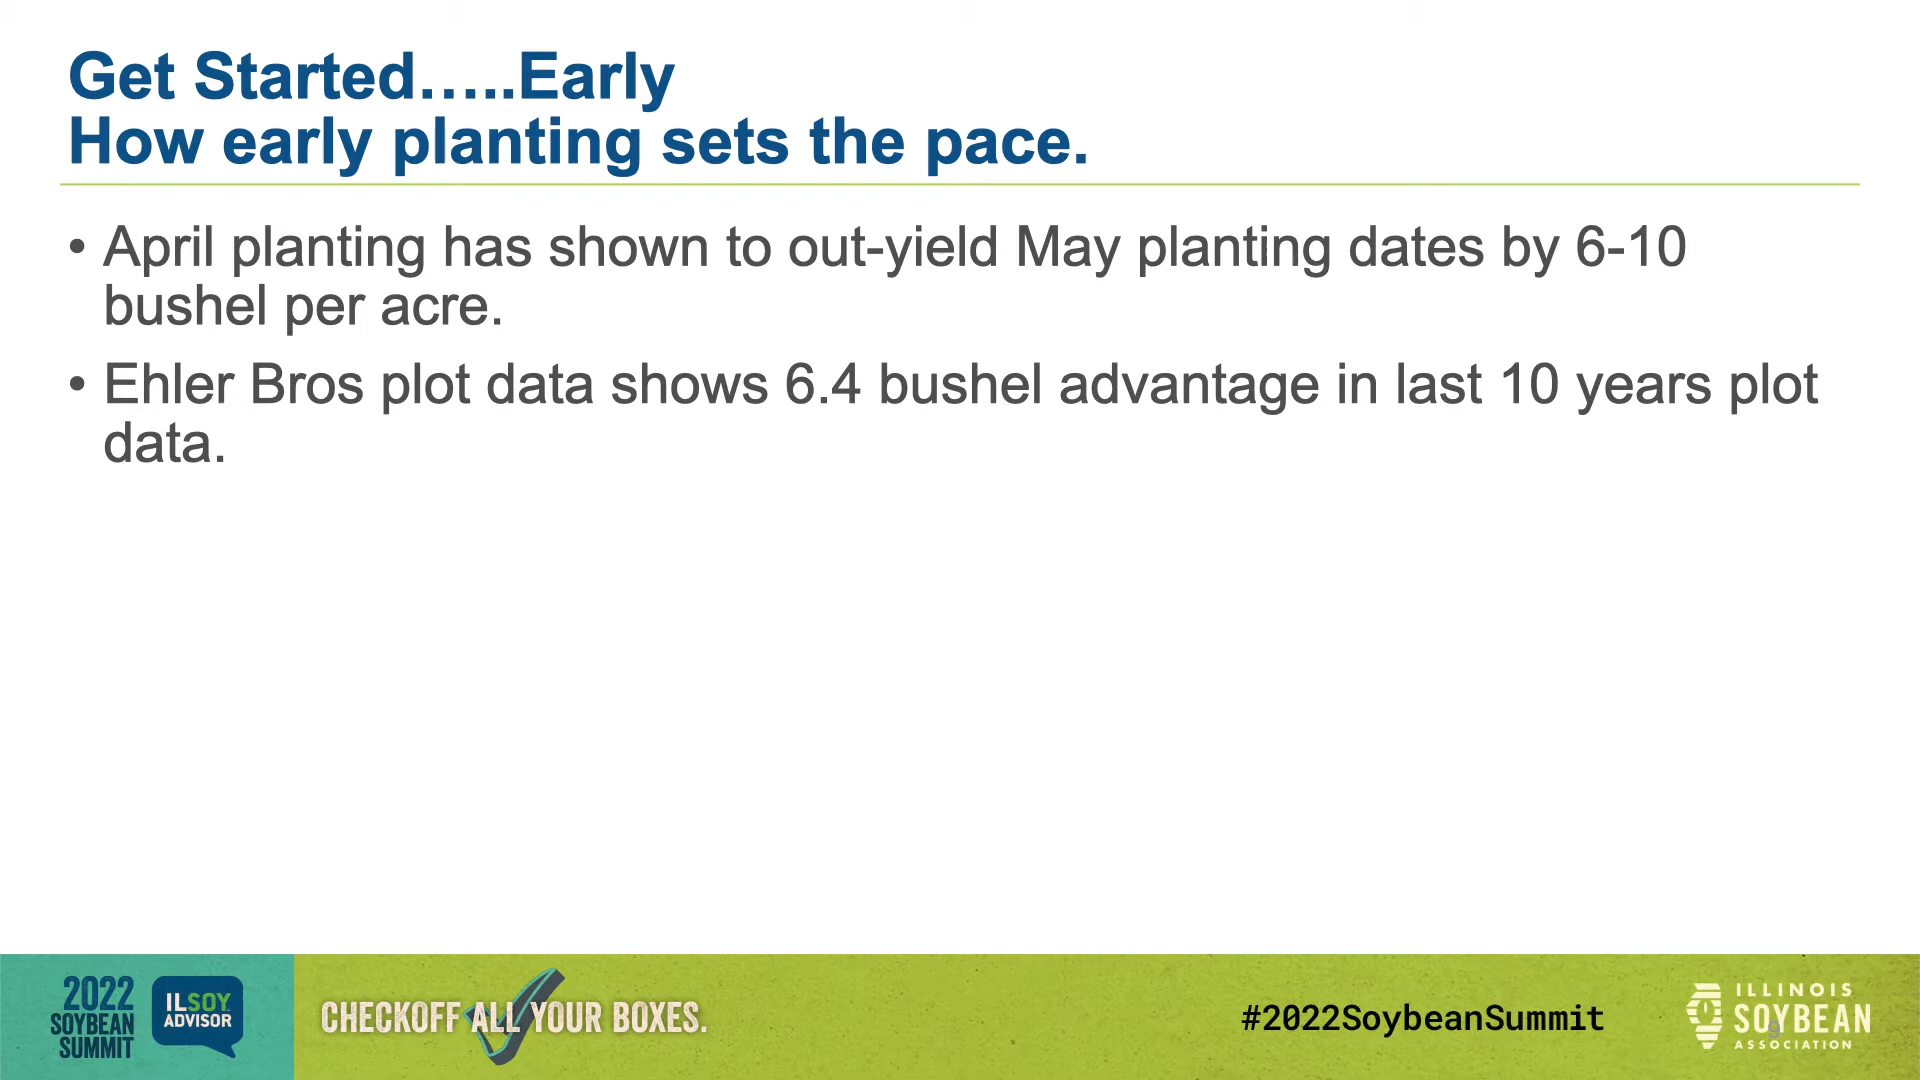 Get Started…..Early
How early planting sets the pace.
• April planting has shown to out-yield May planting dates by 6-10
bushel per acre.
• Ehler Bros plot data shows 6.4 bushel advantage in last 10 years plot
data.
2022
SOYBEAN
SUMMIT
ILSOY
ADVISOR
CHECKOFF ALL YOUR BOXES.
#2022SoybeanSummit
ILLINOIS
SOYBEAN
ASSOCIATION
9